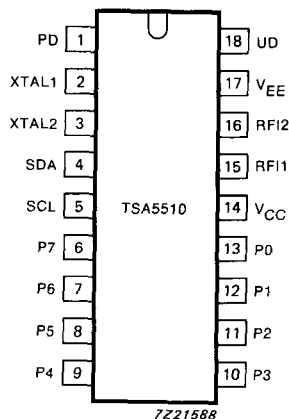 PD 1 18 UD
XTAL1 2 17 VEE
XTAL2 3 16 RFI2
SDA 4 15 RFI1
TSA5510
SCL 5 14 VCC
P7 6 13 P0
P6 7 12 P1
P5 8 11 P2
P4 9 10 P3
7Z21588